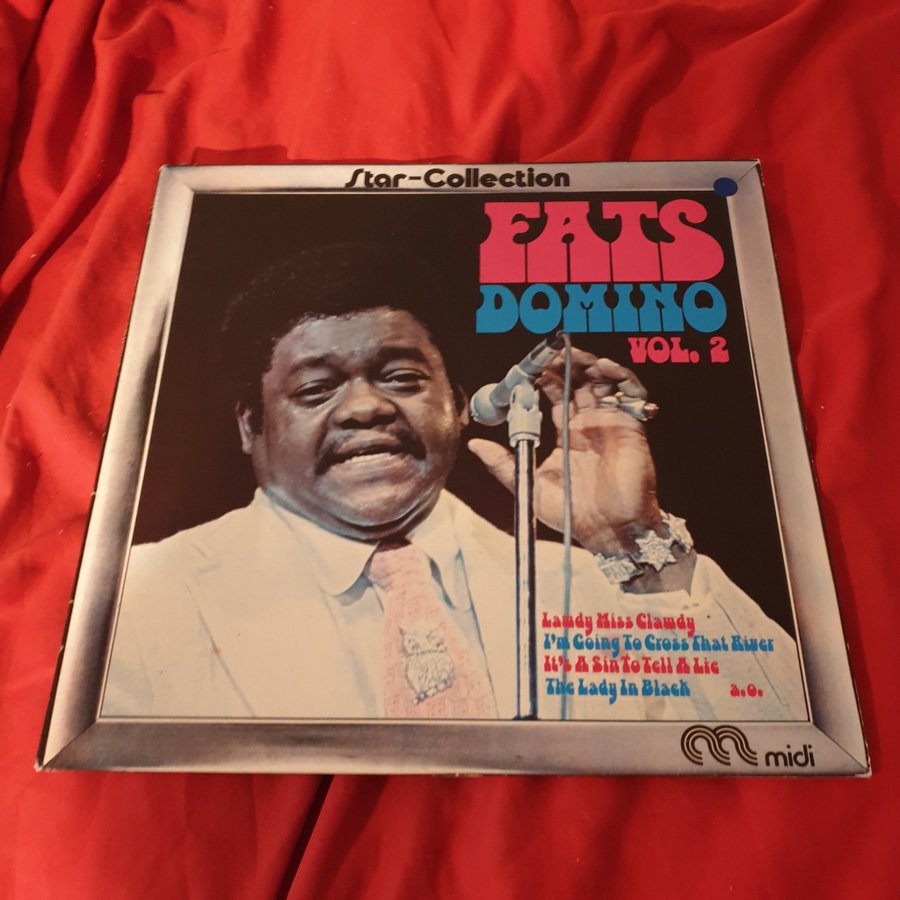 Star-Collection
FATS
DOMINO
VOL. 2
Lawdy Miss Clawdy
I'm Going To Cross That River
It's A Sin To Tell A Lie
The Lady In Black a.o.
midi